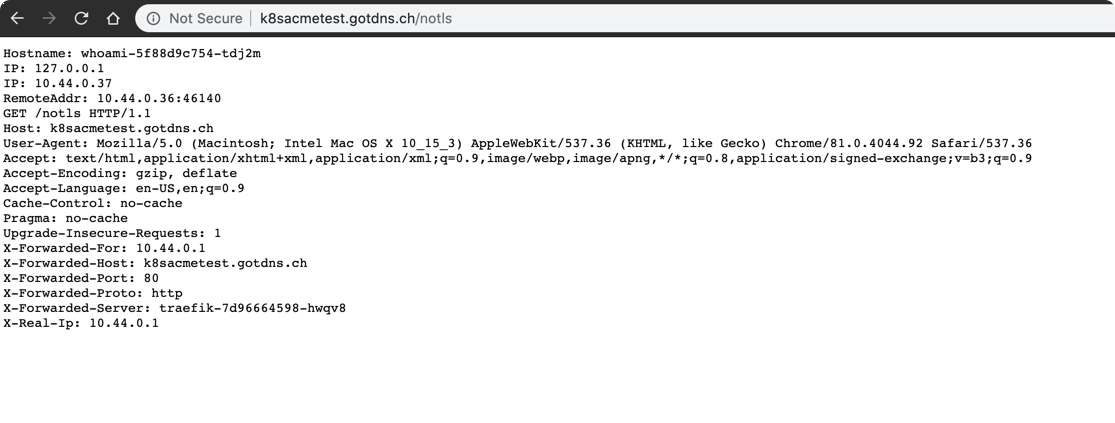 Not Secure k8sacmetest.gotdns.ch/notls
Hostname: whoami-5f88d9c754-tdj2m
IP: 127.0.0.1
IP: 10.44.0.37
RemoteAddr: 10.44.0.36:46140
GET /notls HTTP/1.1
Host: k8sacmetest.gotdns.ch
User-Agent: Mozilla/5.0 (Macintosh; Intel Mac OS X 10_15_3) AppleWebKit/537.36 (KHTML, like Gecko) Chrome/81.0.4044.92 Safari/537.36
Accept: text/html,application/xhtml+xml,application/xml;q=0.9,image/webp,image/apng,*/*;q=0.8,application/signed-exchange;v=b3;q=0.9
Accept-Encoding: gzip, deflate
Accept-Language: en-US,en;q=0.9
Cache-Control: no-cache
Pragma: no-cache
Upgrade-Insecure-Requests: 1
X-Forwarded-For: 10.44.0.1
X-Forwarded-Host: k8sacmetest.gotdns.ch
X-Forwarded-Port: 80
X-Forwarded-Proto: http
X-Forwarded-Server: traefik-7d96664598-hwqv8
X-Real-Ip: 10.44.0.1